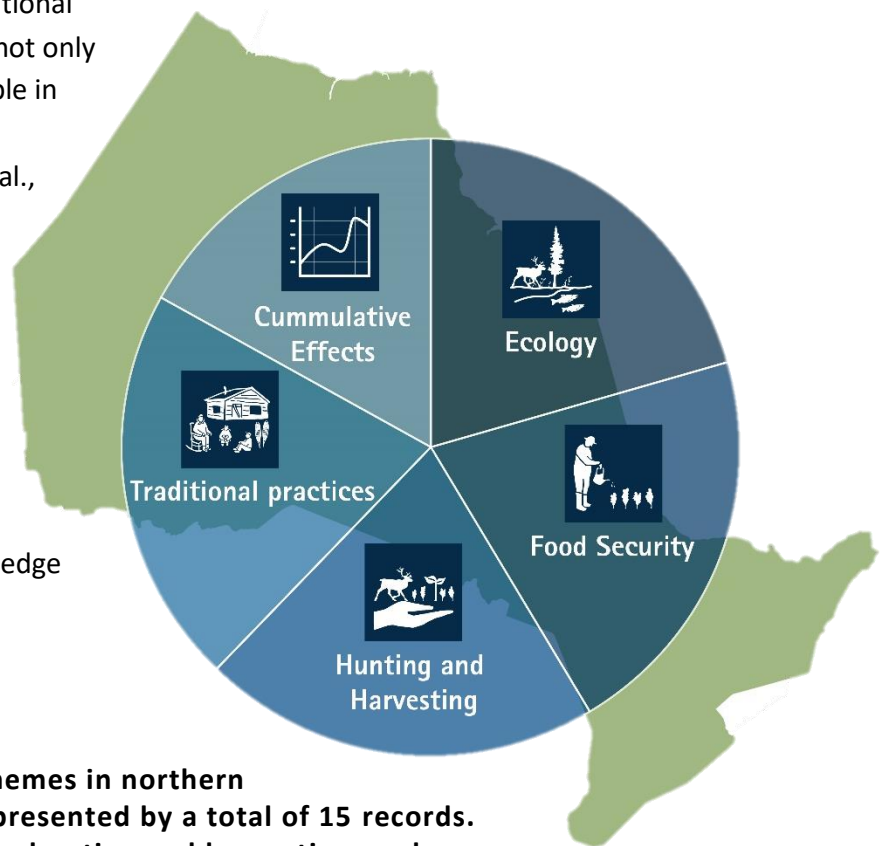 tional
not only
ple in
al.,
Cummulative
Effects
Ecology
Traditional practices
Food Security
edge
Hunting and
Harvesting
hemes in northern
presented by a total of 15 records.